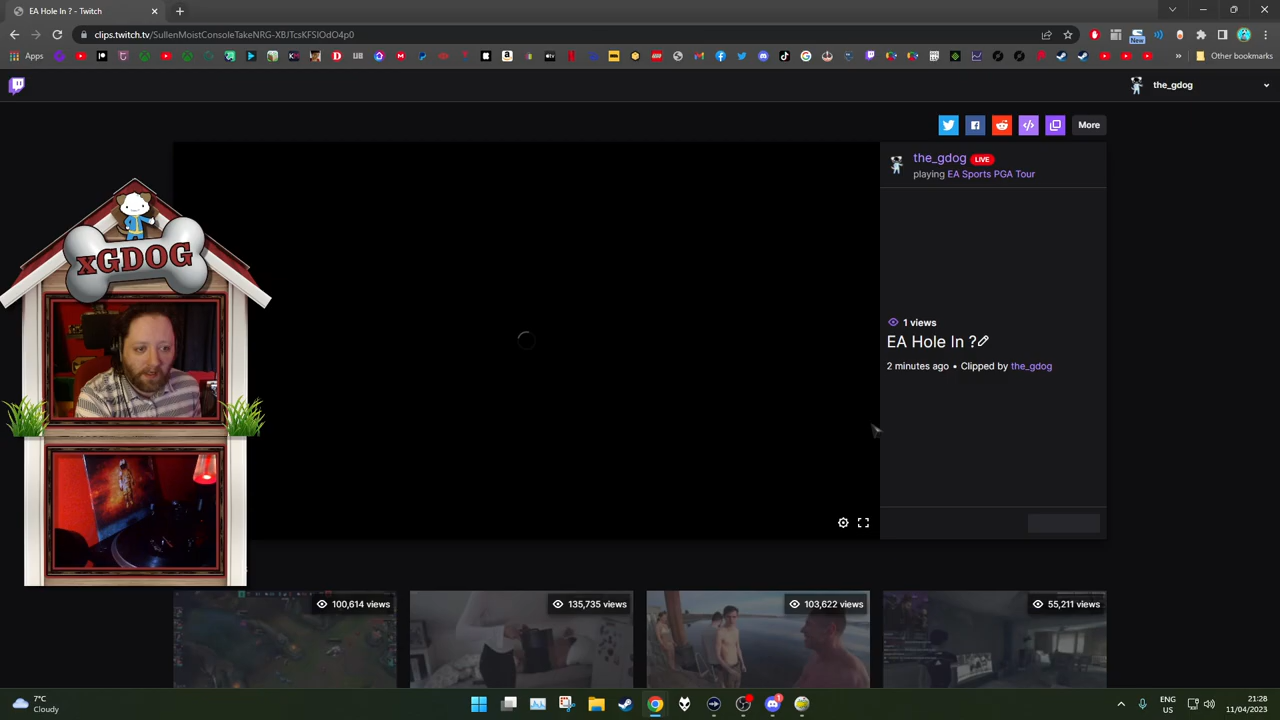 EA Hole In ? - Twitch
clips.twitch.tv/SullenMoistConsoleTakeNRG-XBJTcsKFSlOdO4p0
New
Apps
Other bookmarks
the_gdog
More
the_gdog LIVE
playing EA Sports PGA Tour
xGDOG
1 views
EA Hole In ?
2 minutes ago • Clipped by the_gdog
100,614 views
135,735 views
103,622 views
55,211 views
7°C
Cloudy
ENG
US
21:28
11/04/2023